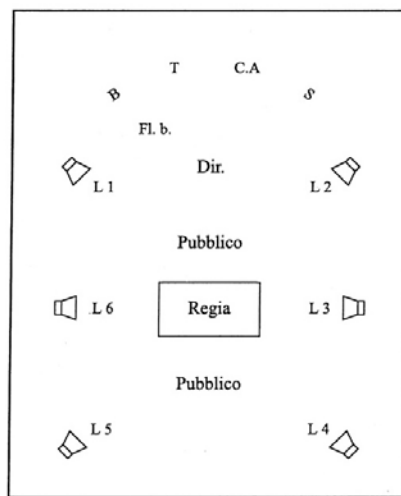 T C.A
B S
Fl. b.
Dir.
L 1 L 2
Pubblico
L 6 Regia L 3
Pubblico
L 5 L 4